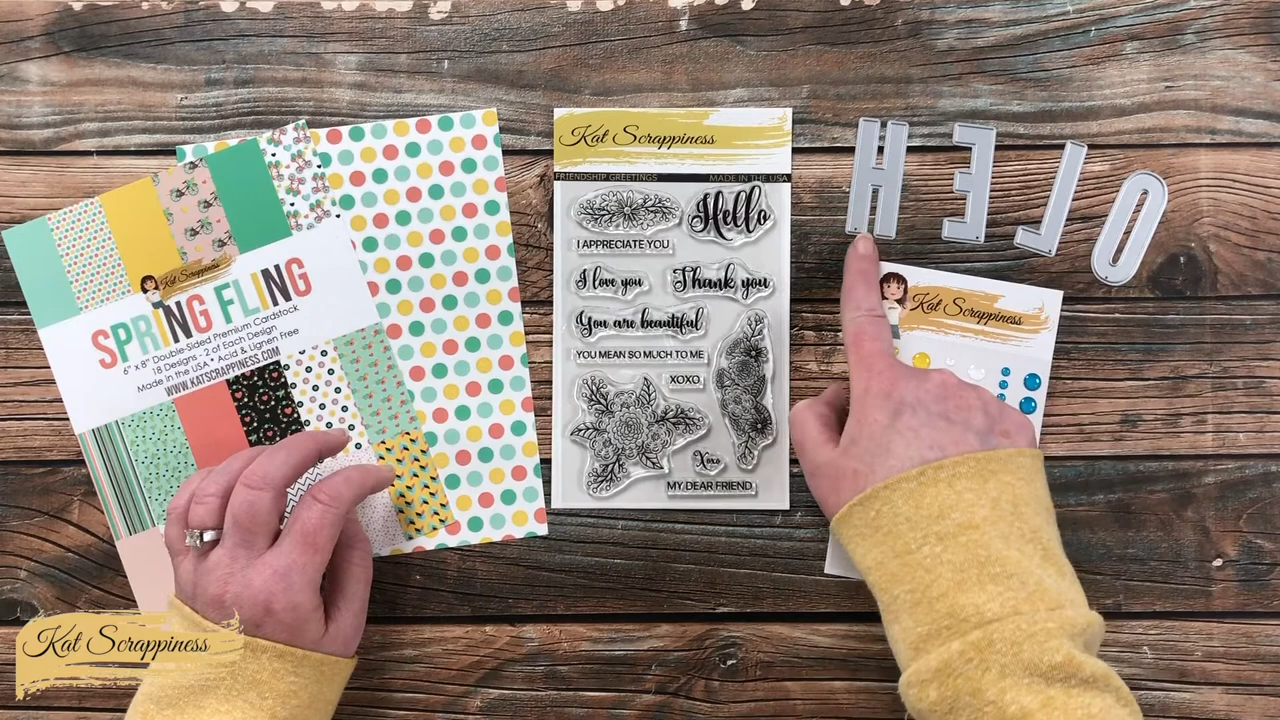 Kat Scrappiness
SPRING FLING
6" x 8" Double-Sided Premium Cardstock
18 Designs - 2 of Each Design
Made in the USA • Acid & Lignen Free
WWW.KATSCRAPPINESS.COM
Kat Scrappiness
FRIENDSHIP GREETINGS MADE IN THE USA
Hello
I APPRECIATE YOU
I love you
Thank you
You are beautiful
YOU MEAN SO MUCH TO ME
XOXO
Xoxo
MY DEAR FRIEND
H E L O
Kat Scrappiness
Kat Scrappiness